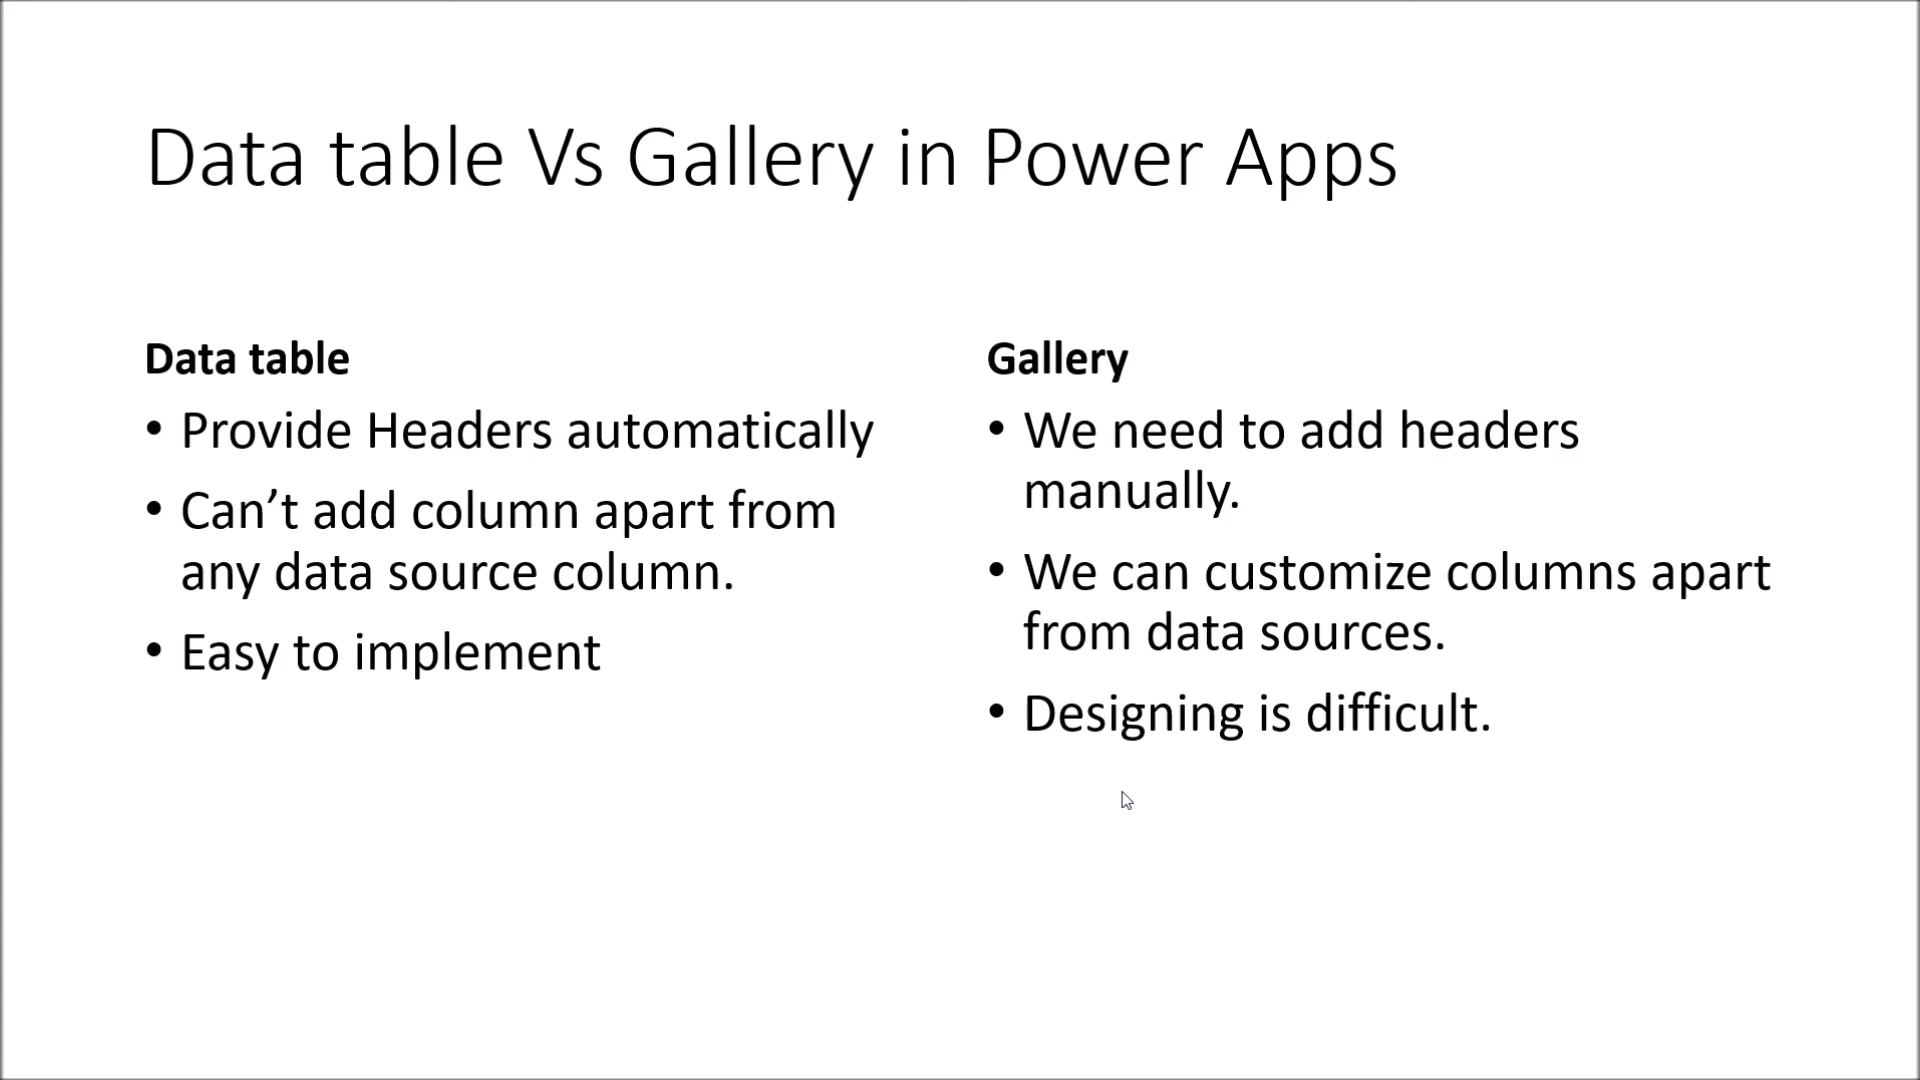 Data table Vs Gallery in Power Apps
Data table
• Provide Headers automatically
• Can’t add column apart from
any data source column.
• Easy to implement
Gallery
• We need to add headers
manually.
• We can customize columns apart
from data sources.
• Designing is difficult.